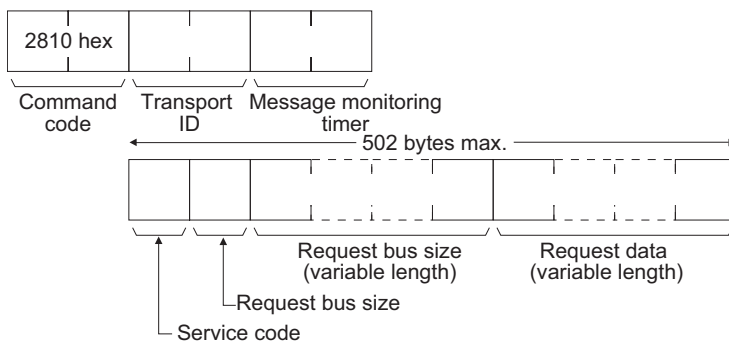 2810 hex
Command
code
Transport
ID
Message monitoring
timer
502 bytes max.
Request bus size
(variable length)
Request data
(variable length)
Request bus size
Service code